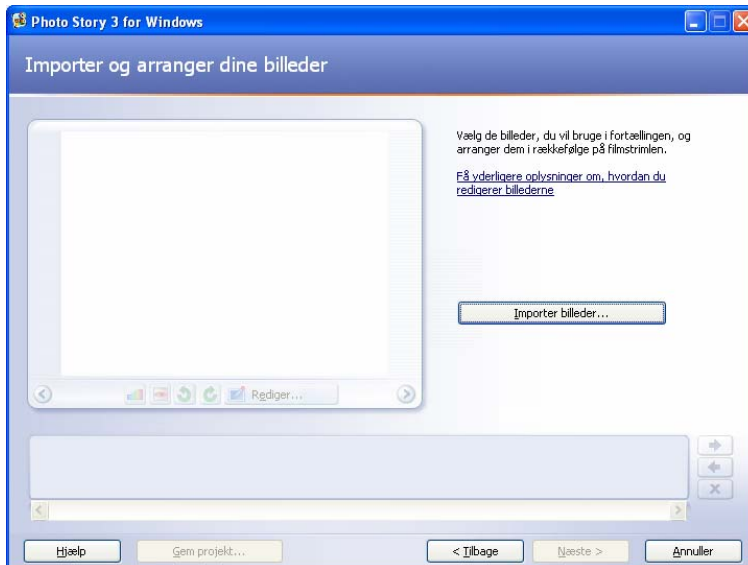 Photo Story 3 for Windows
Importer og arranger dine billeder
Vælg de billeder, du vil bruge i fortællingen, og
arranger dem i rækkefølge på filmstrimlen.
Få yderligere oplysninger om, hvordan du
redigerer billederne
Importer billeder...
Rediger...
Hjælp
Gem projekt...
< Tilbage
Næste >
Annuller